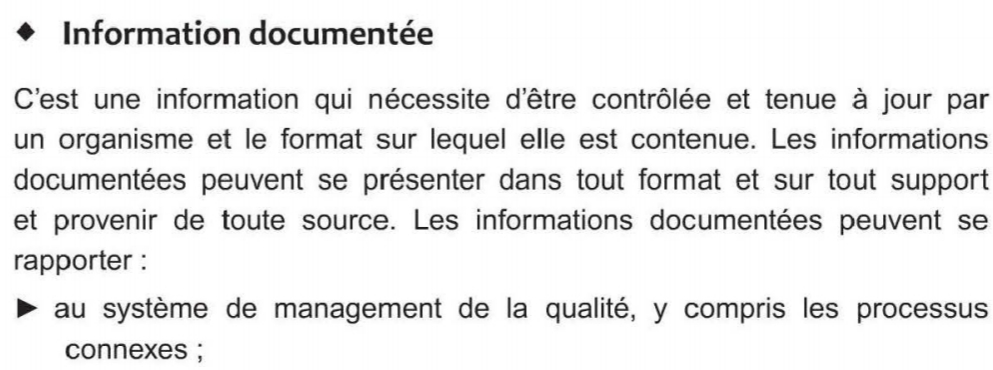 ◆ Information documentée
C'est une information qui nécessite d'être contrôlée et tenue à jour par
un organisme et le format sur lequel elle est contenue. Les informations
documentées peuvent se présenter dans tout format et sur tout support
et provenir de toute source. Les informations documentées peuvent se
rapporter :
► au système de management de la qualité, y compris les processus
connexes ;